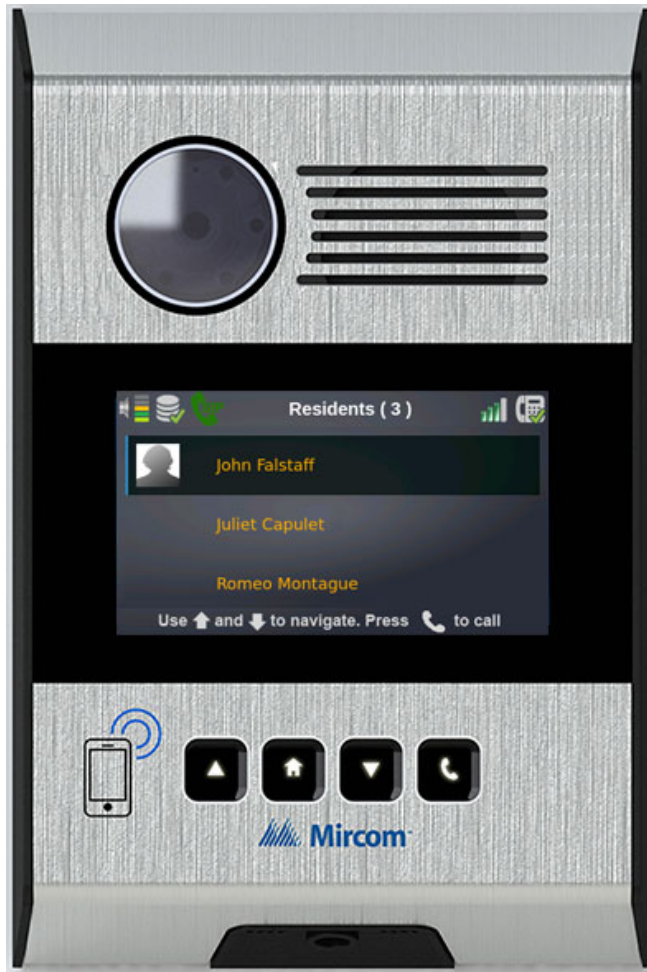 Residents ( 3 )
John Falstaff
Juliet Capulet
Romeo Montague
Use and to navigate. Press to call
Mircom